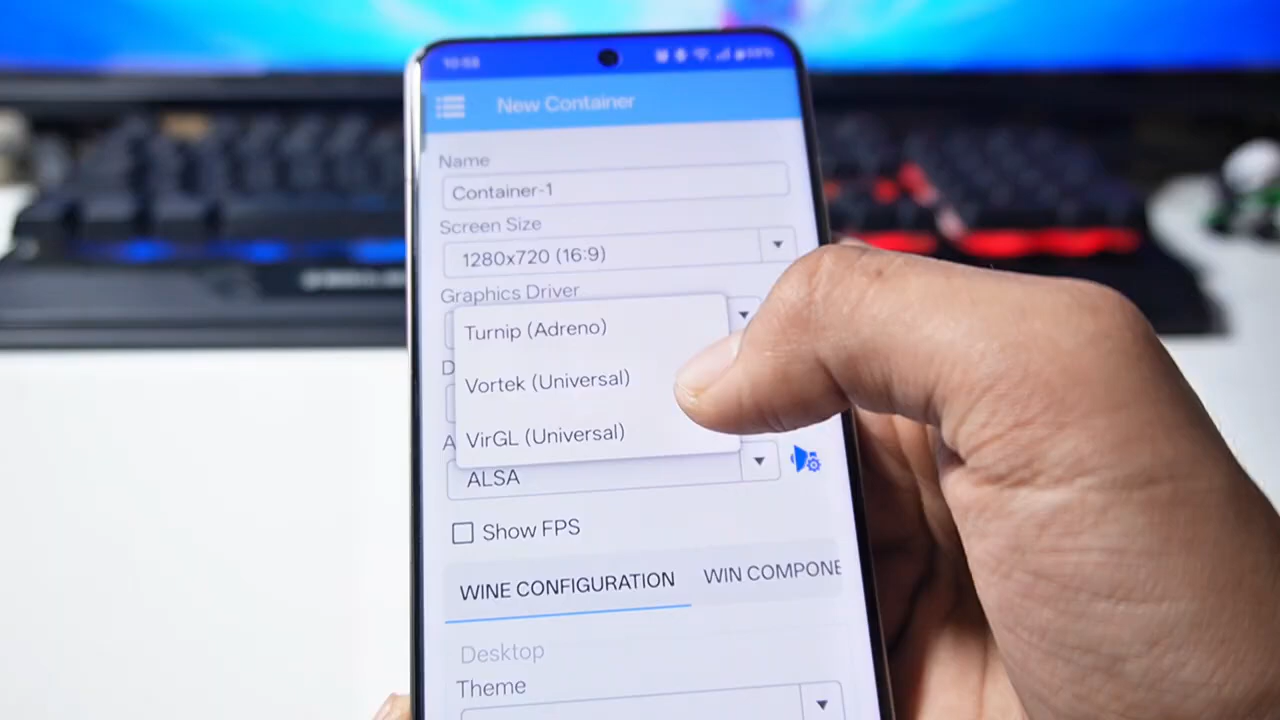 New Container
Name
Container-1
Screen Size
1280x720 (16:9)
Graphics Driver
Turnip (Adreno)
D
Vortek (Universal)
VirGL (Universal)
A
ALSA
Show FPS
WINE CONFIGURATION WIN COMPONE
Desktop
Theme